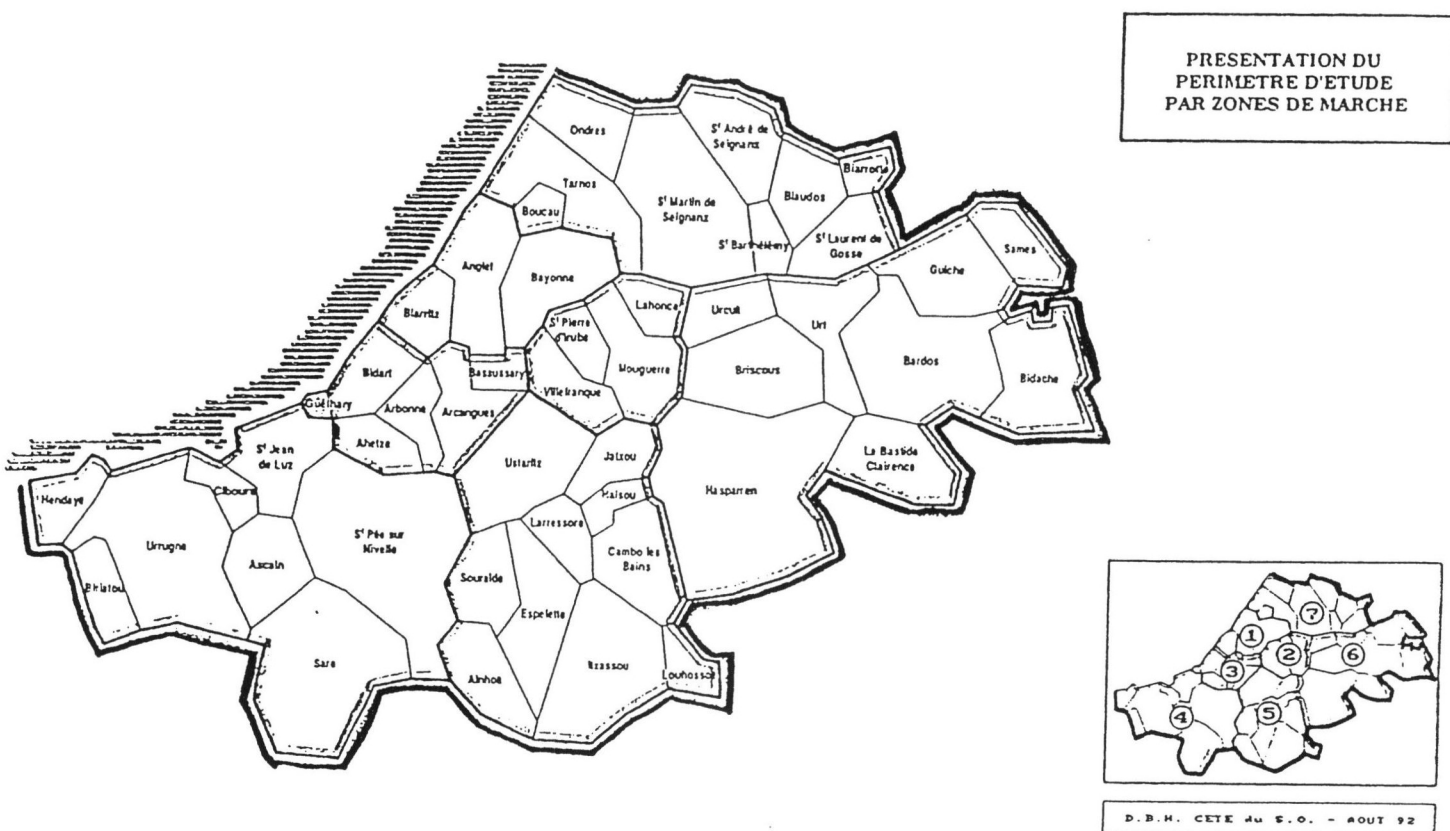 PRESENTATION DU
PERIMETRE D'ETUDE
PAR ZONES DE MARCHE
Ondres
St André de
Seignanx
Biarrotte
Tarnos
Biaudos
Boucau
St Martin de
Seignanx
St Barthélémy
St Laurent de
Gosse
Sames
Guiche
Anglet
Bayonne
Lahonce
Urcuit
Urt
Biarritz
St Pierre
d'Irube
Mouguerre
Briscous
Bardos
Bidache
Bidart
Bassussary
Villefranque
Guéthary
Arbonne
Arcangues
Ahetze
St Jean
de Luz
Ustaritz
Jatxou
La Bastide
Clairence
Hasparren
Hendaye
Ciboure
Halsou
Larressore
Urrugne
St Pée sur
Nivelle
Ascain
Cambo les
Bains
Biriatou
Souraïde
Espelette
Sare
Ainhoa
Itxassou
Louhossoa
7
1
2
6
3
4
5
D.B.H. CETE du S.O. - AOUT 92